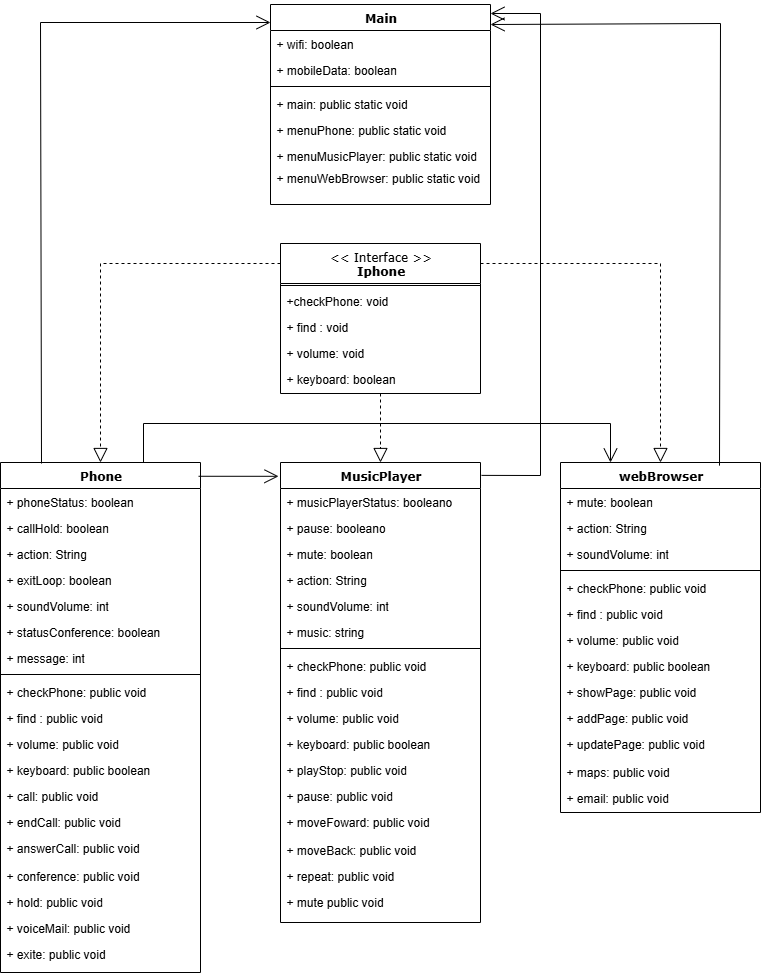 Main
+ wifi: boolean
+ mobileData: boolean
+ main: public static void
+ menuPhone: public static void
+ menuMusicPlayer: public static void
+ menuWebBrowser: public static void
<< Interface >>
Iphone
+checkPhone: void
+ find : void
+ volume: void
+ keyboard: boolean
Phone
+ phoneStatus: boolean
+ callHold: boolean
+ action: String
+ exitLoop: boolean
+ soundVolume: int
+ statusConference: boolean
+ message: int
+ checkPhone: public void
+ find : public void
+ volume: public void
+ keyboard: public boolean
+ call: public void
+ endCall: public void
+ answerCall: public void
+ conference: public void
+ hold: public void
+ voiceMail: public void
+ exite: public void
MusicPlayer
+ musicPlayerStatus: booleano
+ pause: booleano
+ mute: boolean
+ action: String
+ soundVolume: int
+ music: string
+ checkPhone: public void
+ find : public void
+ volume: public void
+ keyboard: public boolean
+ playStop: public void
+ pause: public void
+ moveFoward: public void
+ moveBack: public void
+ repeat: public void
+ mute public void
webBrowser
+ mute: boolean
+ action: String
+ soundVolume: int
+ checkPhone: public void
+ find : public void
+ volume: public void
+ keyboard: public boolean
+ showPage: public void
+ addPage: public void
+ updatePage: public void
+ maps: public void
+ email: public void